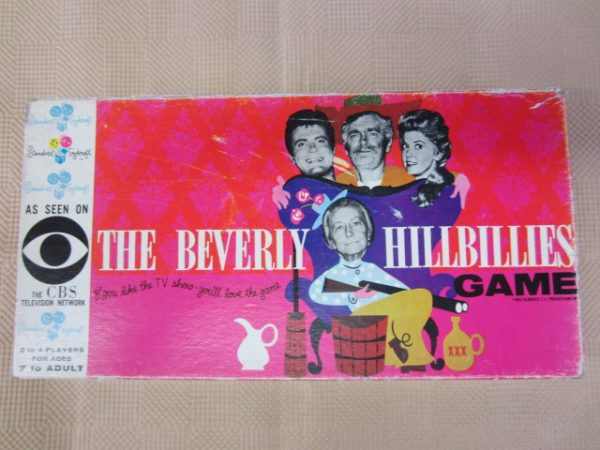 Standard Toykraft
Standard Toykraft
Standard Toykraft
AS SEEN ON
THE CBS
TELEVISION NETWORK
Standard Toykraft
2 to 4 PLAYERS
FOR AGES
7 to ADULT
THE BEVERLY HILLBILLIES
GAME
If you like the TV show-you'll love the game
XXX